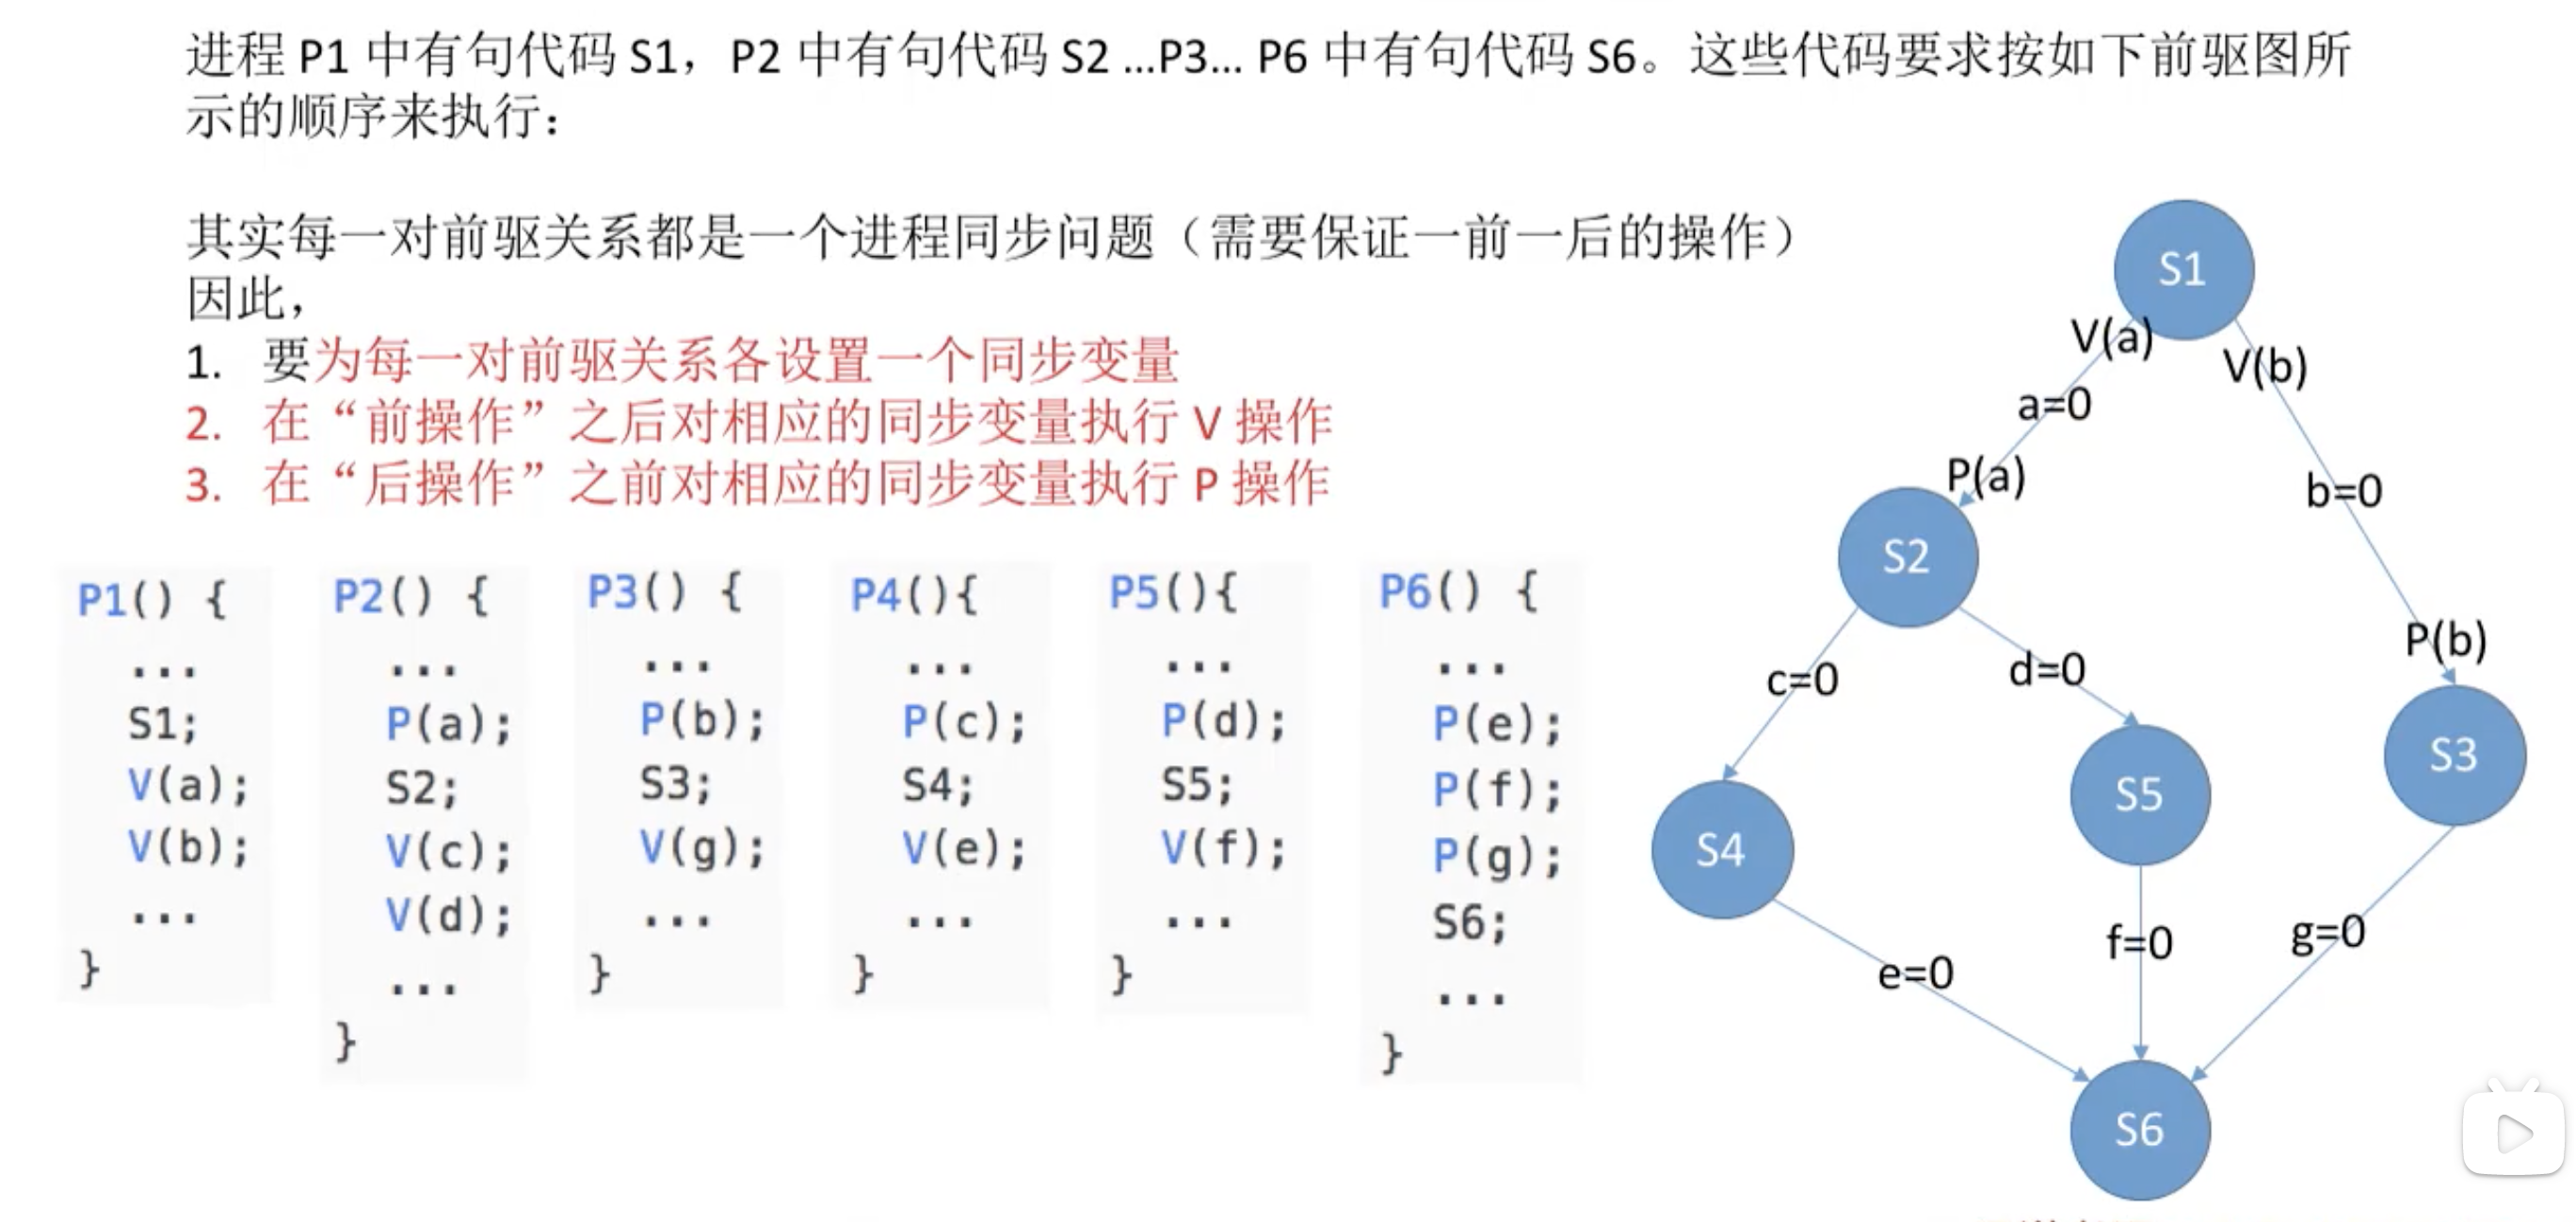 进程 P1 中有句代码 S1，P2 中有句代码 S2 ...P3... P6 中有句代码 S6。这些代码要求按如下前驱图所
示的顺序来执行：
其实每一对前驱关系都是一个进程同步问题（需要保证一前一后的操作）
因此，
1. 要为每一对前驱关系各设置一个同步变量
2. 在“前操作”之后对相应的同步变量执行 V 操作
3. 在“后操作”之前对相应的同步变量执行 P 操作
P1() {
...
S1;
V(a);
V(b);
...
}
P2() {
...
P(a);
S2;
V(c);
V(d);
...
}
P3() {
...
P(b);
S3;
V(g);
...
}
P4(){
...
P(c);
S4;
V(e);
...
}
P5(){
...
P(d);
S5;
V(f);
...
}
P6() {
...
P(e);
P(f);
P(g);
S6;
...
}
S1
V(a)
V(b)
a=0
P(a)
b=0
S2
P(b)
c=0
d=0
S3
S5
S4
g=0
f=0
e=0
S6